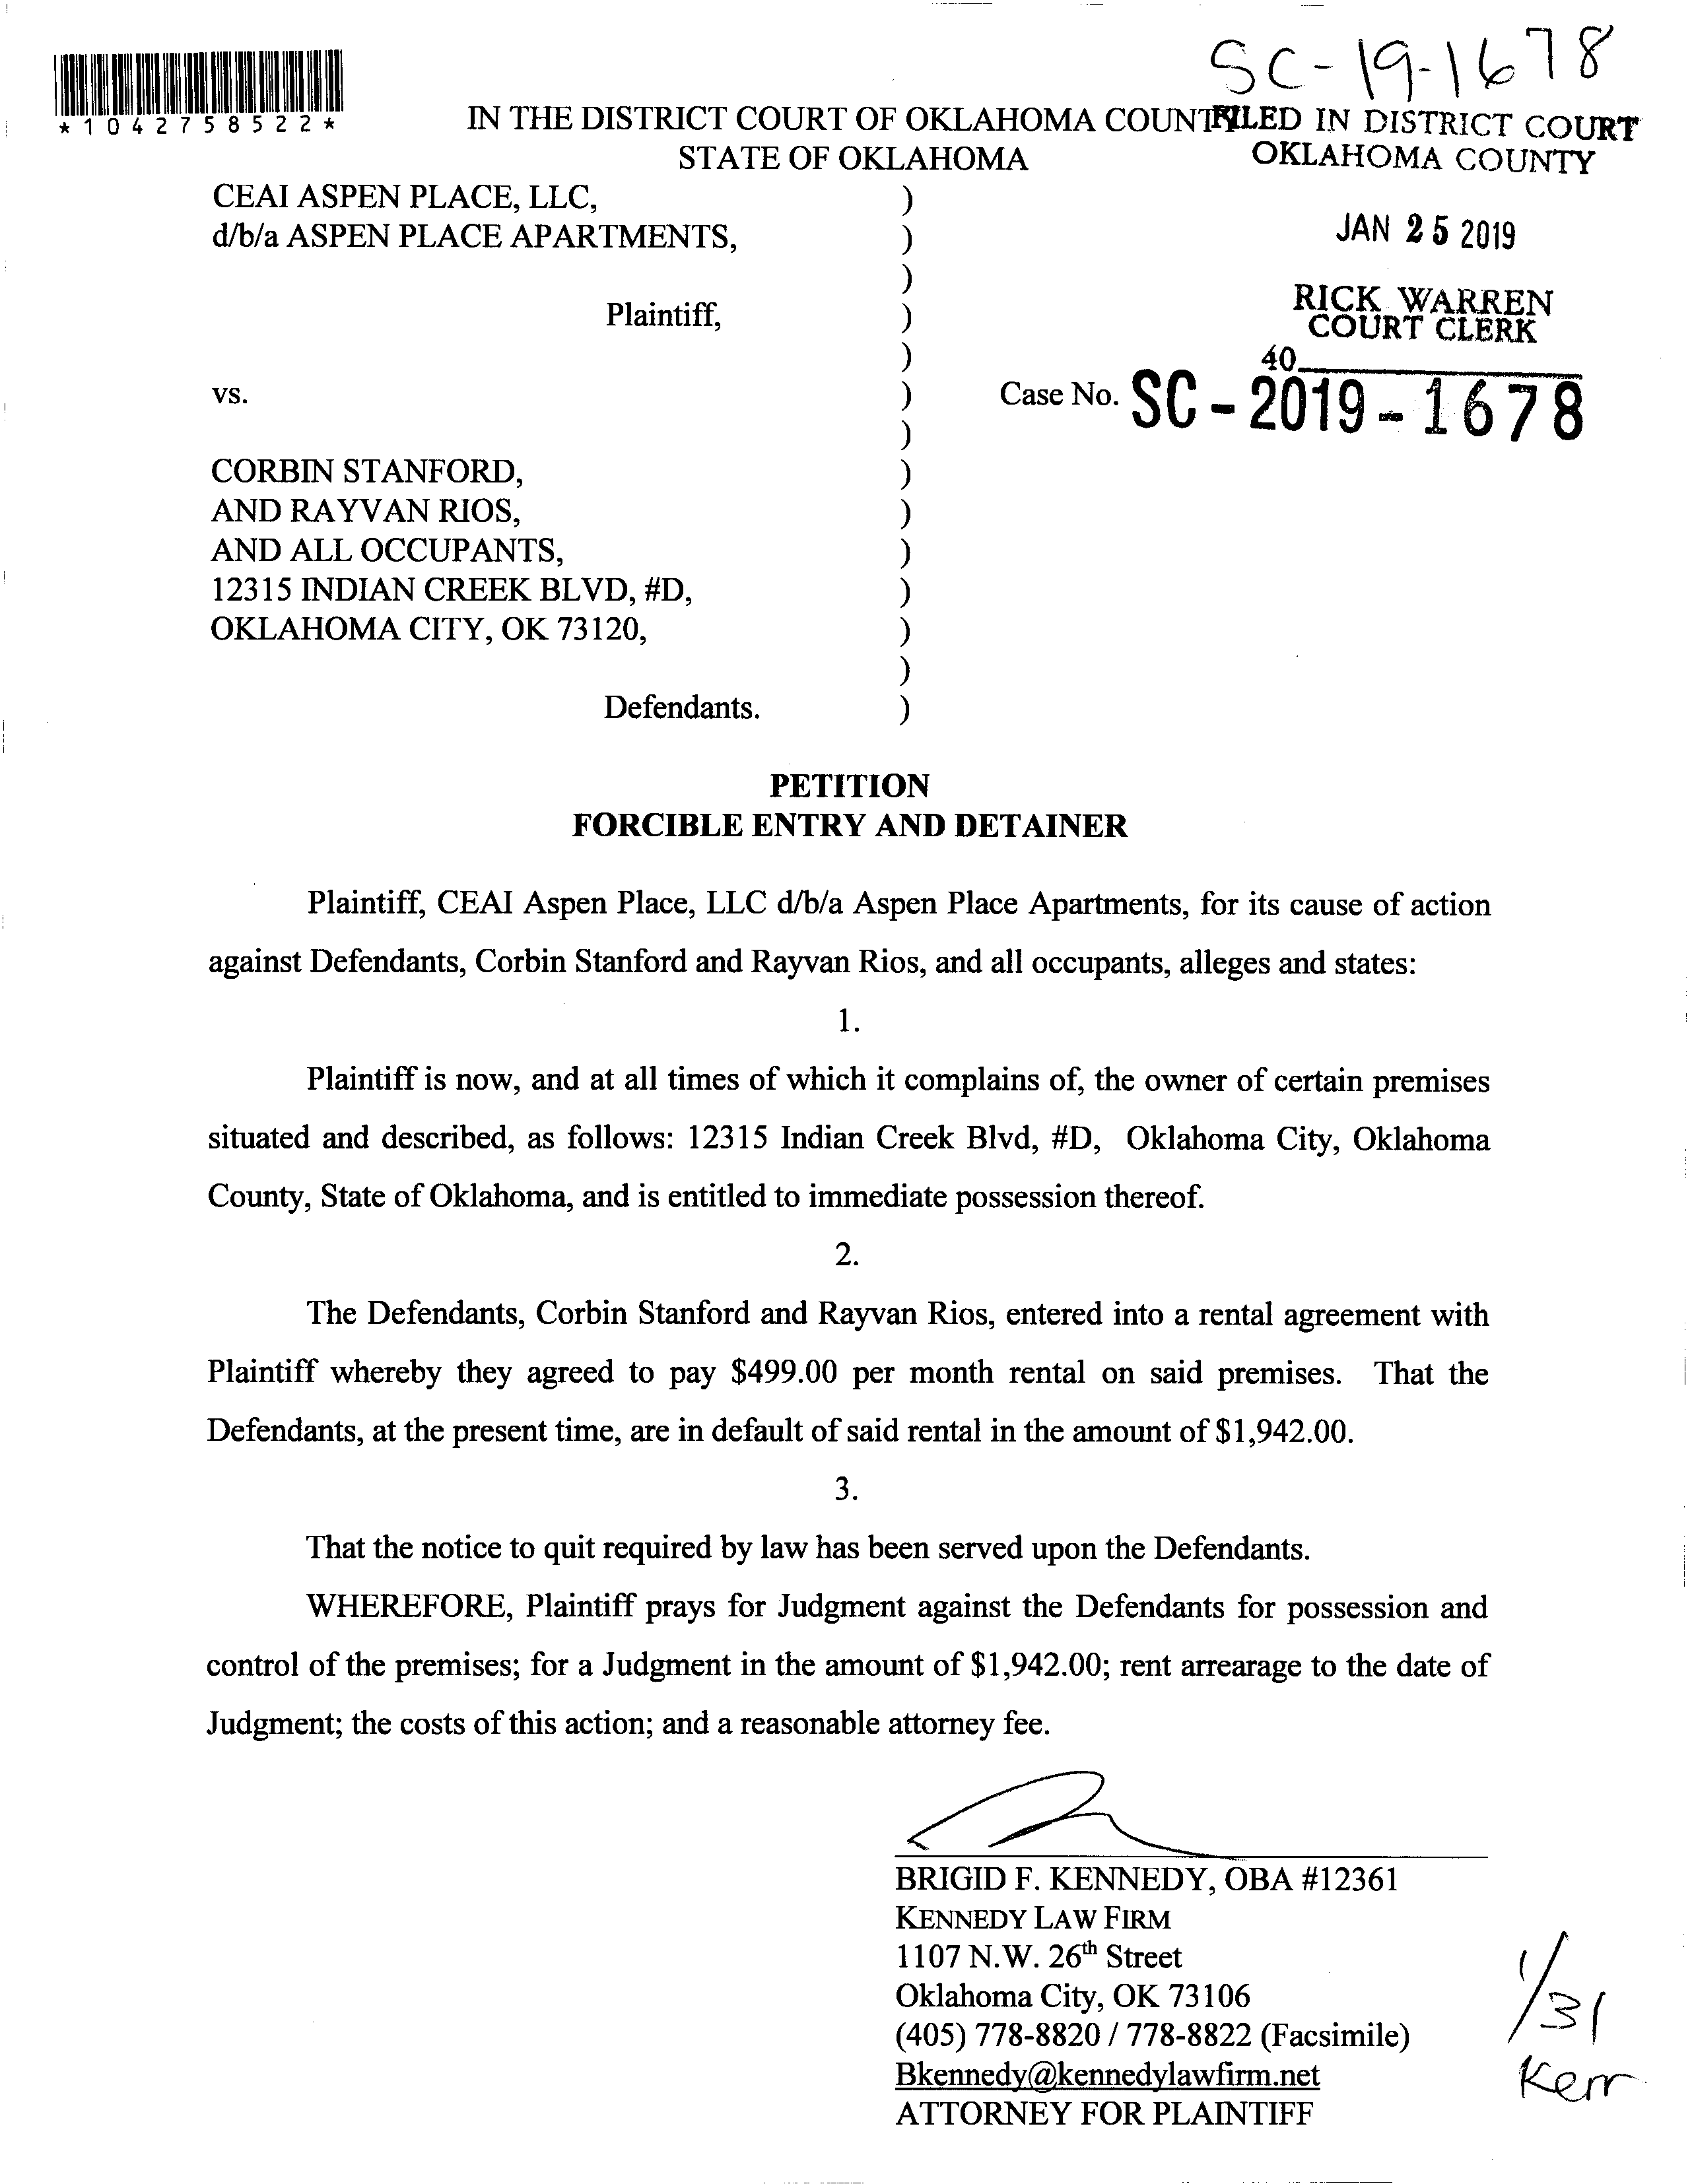 SC-19-1678
*1042758522*
IN THE DISTRICT COURT OF OKLAHOMA COUNTY
STATE OF OKLAHOMA
FILED IN DISTRICT COURT
OKLAHOMA COUNTY
JAN 25 2019
RICK WARREN
COURT CLERK
40
CEAI ASPEN PLACE, LLC, )
d/b/a ASPEN PLACE APARTMENTS, )
)
Plaintiff, )
)
vs. ) Case No. SC-2019-1678
)
CORBIN STANFORD, )
AND RAYVAN RIOS, )
AND ALL OCCUPANTS, )
12315 INDIAN CREEK BLVD, #D, )
OKLAHOMA CITY, OK 73120, )
)
Defendants. )
PETITION
FORCIBLE ENTRY AND DETAINER
Plaintiff, CEAI Aspen Place, LLC d/b/a Aspen Place Apartments, for its cause of action
against Defendants, Corbin Stanford and Rayvan Rios, and all occupants, alleges and states:
1.
Plaintiff is now, and at all times of which it complains of, the owner of certain premises
situated and described, as follows: 12315 Indian Creek Blvd, #D, Oklahoma City, Oklahoma
County, State of Oklahoma, and is entitled to immediate possession thereof.
2.
The Defendants, Corbin Stanford and Rayvan Rios, entered into a rental agreement with
Plaintiff whereby they agreed to pay $499.00 per month rental on said premises. That the
Defendants, at the present time, are in default of said rental in the amount of $1,942.00.
3.
That the notice to quit required by law has been served upon the Defendants.
WHEREFORE, Plaintiff prays for Judgment against the Defendants for possession and
control of the premises; for a Judgment in the amount of $1,942.00; rent arrearage to the date of
Judgment; the costs of this action; and a reasonable attorney fee.
BRIGID F. KENNEDY, OBA #12361
KENNEDY LAW FIRM
1107 N.W. 26th Street
Oklahoma City, OK 73106
(405) 778-8820 / 778-8822 (Facsimile)
Bkennedy@kennedylawfirm.net
ATTORNEY FOR PLAINTIFF
1/31
Kerr